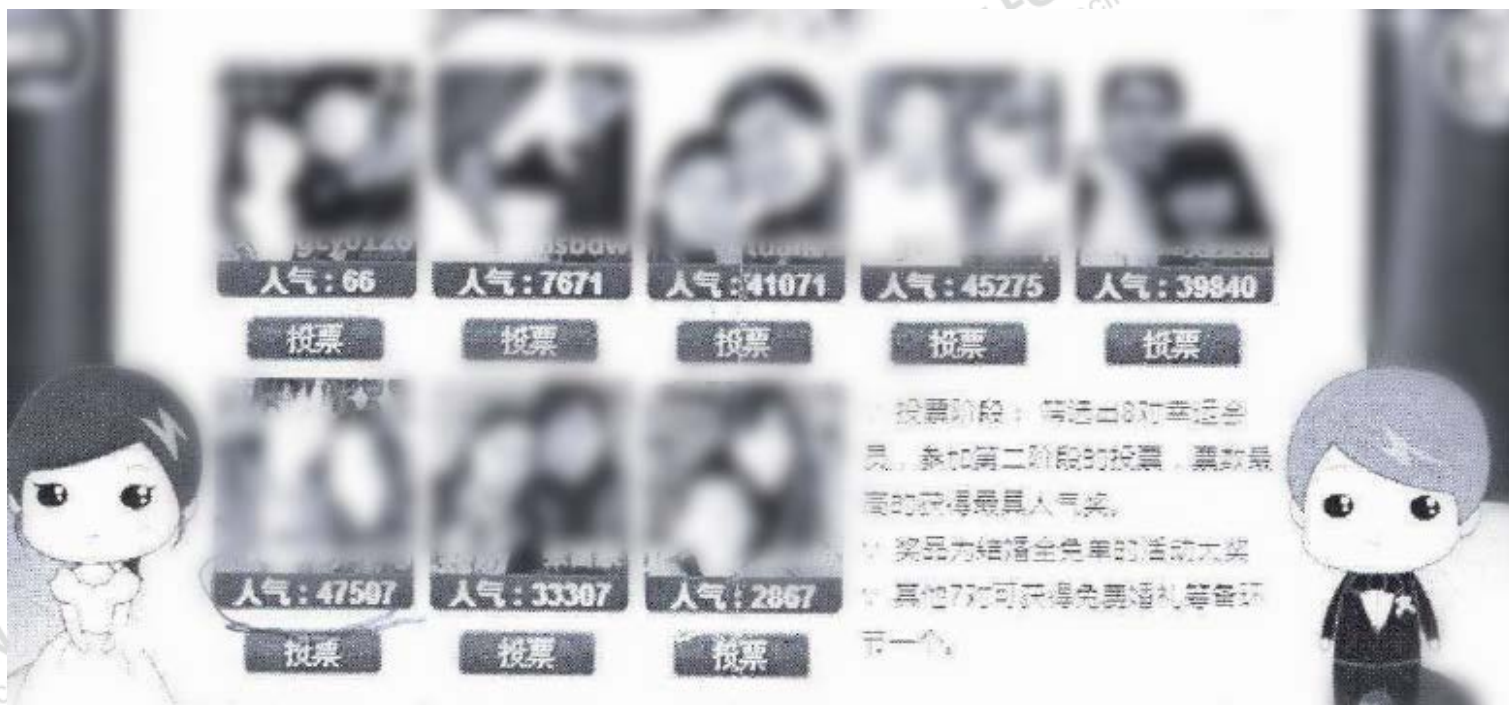 人气：66
人气：7671
人气：41071
人气：45275
人气：39840
投票
投票
投票
投票
投票
投票阶段： 筛选出8对幸运会
员，参加第二阶段的投票，票数最
高的获得最具人气奖。
奖品为结婚全免单的活动大奖
其他7对可获得免费婚礼筹备环
节一个。
人气：47507
人气：33307
人气：2867
投票
投票
投票